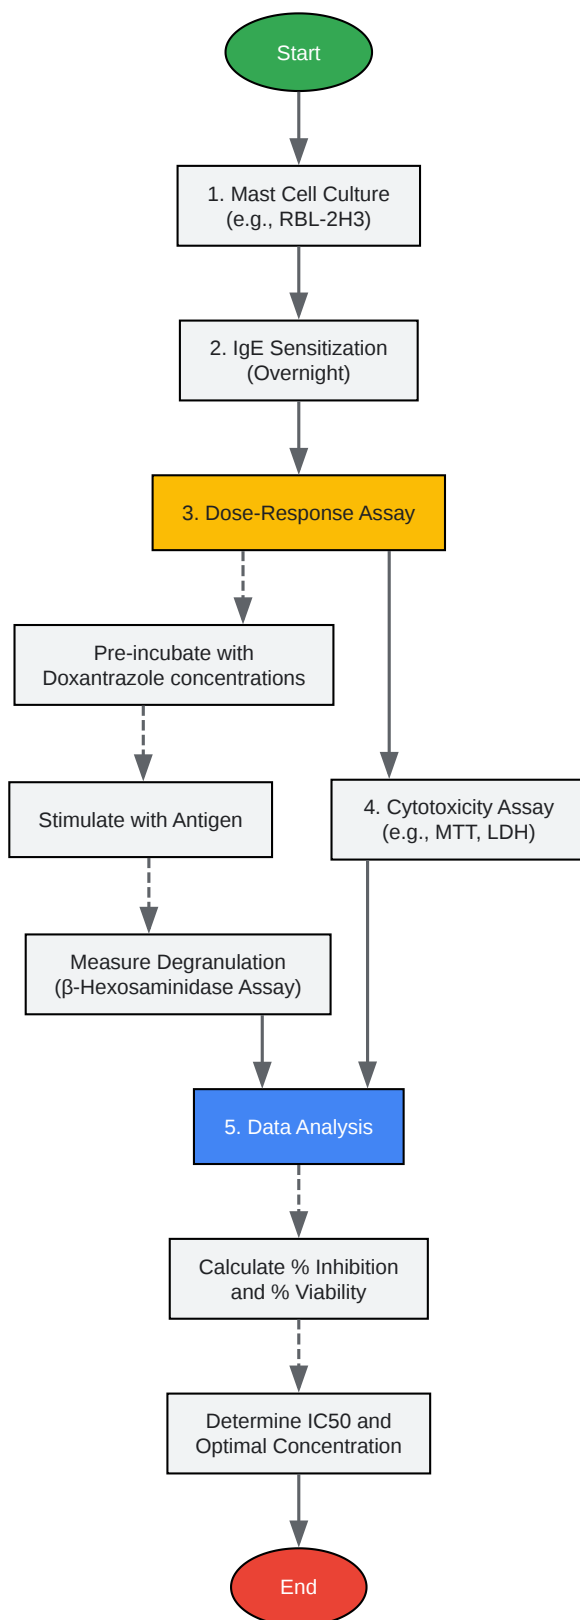 Start
1. Mast Cell Culture
(e.g., RBL-2H3)
2. IgE Sensitization
(Overnight)
3. Dose-Response Assay
Pre-incubate with
Doxantrazole concentrations
Stimulate with Antigen
4. Cytotoxicity Assay
(e.g., MTT, LDH)
Measure Degranulation
(β-Hexosaminidase Assay)
5. Data Analysis
Calculate % Inhibition
and % Viability
Determine IC50 and
Optimal Concentration
End